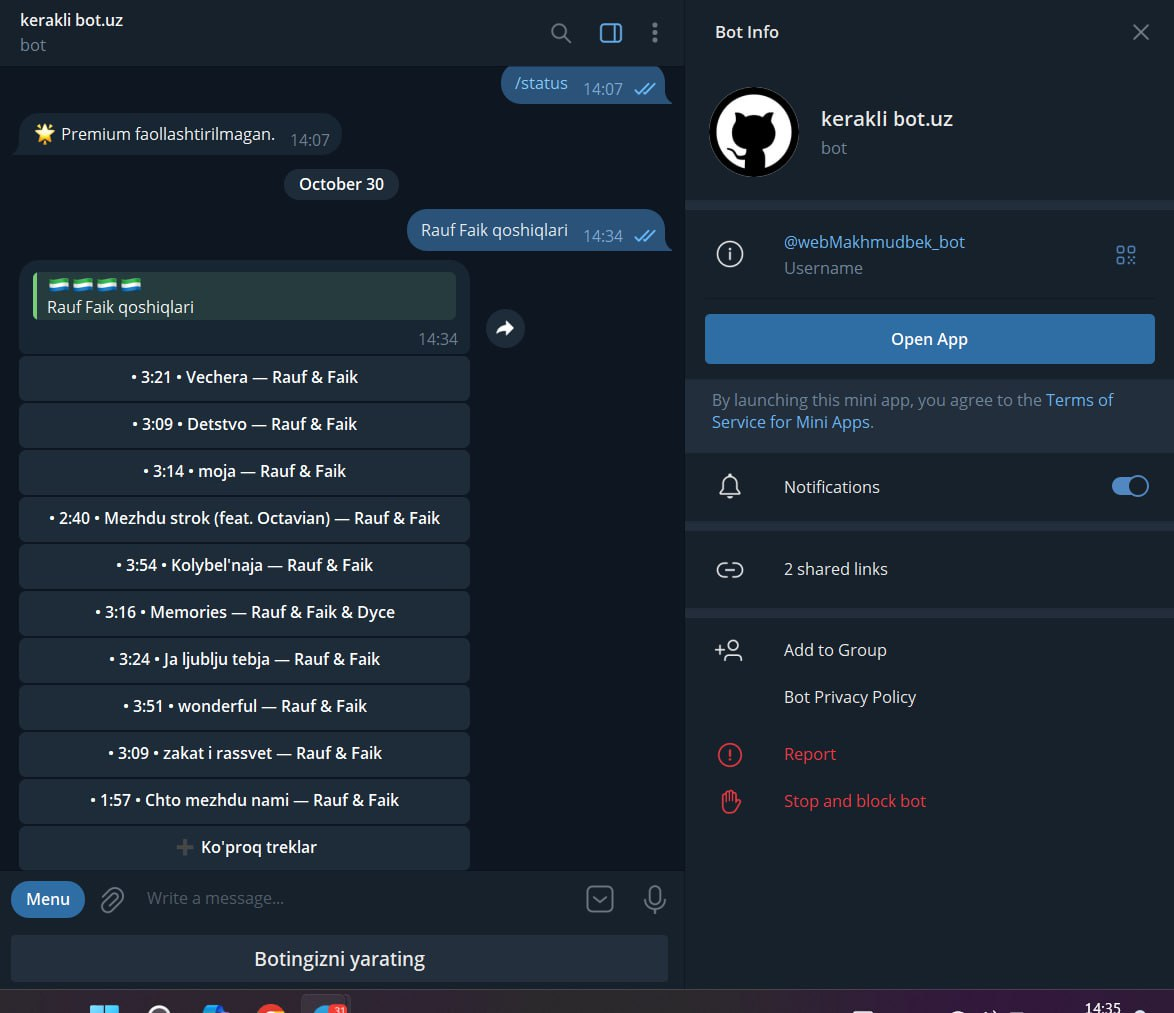 kerakli bot.uz
bot
/status 14:07
Premium faollashtirilmagan. 14:07
October 30
Rauf Faik qoshiqlari 14:34
Rauf Faik qoshiqlari
14:34
• 3:21 • Vechera — Rauf & Faik
• 3:09 • Detstvo — Rauf & Faik
• 3:14 • moja — Rauf & Faik
• 2:40 • Mezhdu strok (feat. Octavian) — Rauf & Faik
• 3:54 • Kolybel'naja — Rauf & Faik
• 3:16 • Memories — Rauf & Faik & Dyce
• 3:24 • Ja ljublju tebja — Rauf & Faik
• 3:51 • wonderful — Rauf & Faik
• 3:09 • zakat i rassvet — Rauf & Faik
• 1:57 • Chto mezhdu nami — Rauf & Faik
➕ Ko'proq treklar
Menu
Write a message...
Botingizni yarating
Bot Info
kerakli bot.uz
bot
@webMakhmudbek_bot
Username
Open App
By launching this mini app, you agree to the Terms of
Service for Mini Apps.
Notifications
2 shared links
Add to Group
Bot Privacy Policy
Report
Stop and block bot
31
14:35